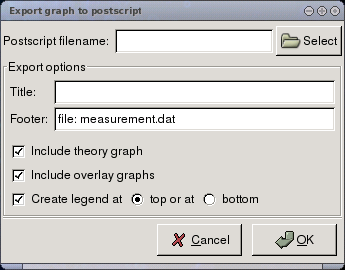 Export graph to postscript
Postscript filename: Select
Export options
Title:
Footer: file: measurement.dat
Include theory graph
Include overlay graphs
Create legend at top or at bottom
Cancel OK